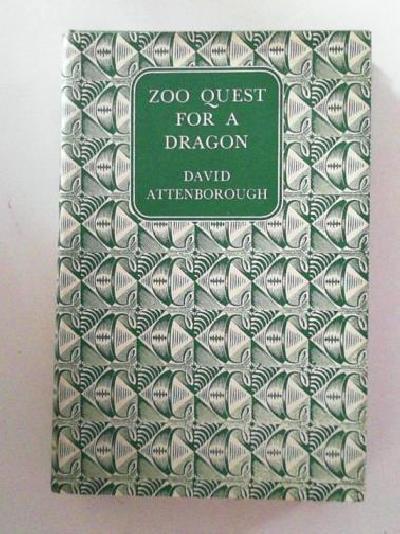 ZOO QUEST
FOR A
DRAGON
DAVID
ATTENBOROUGH